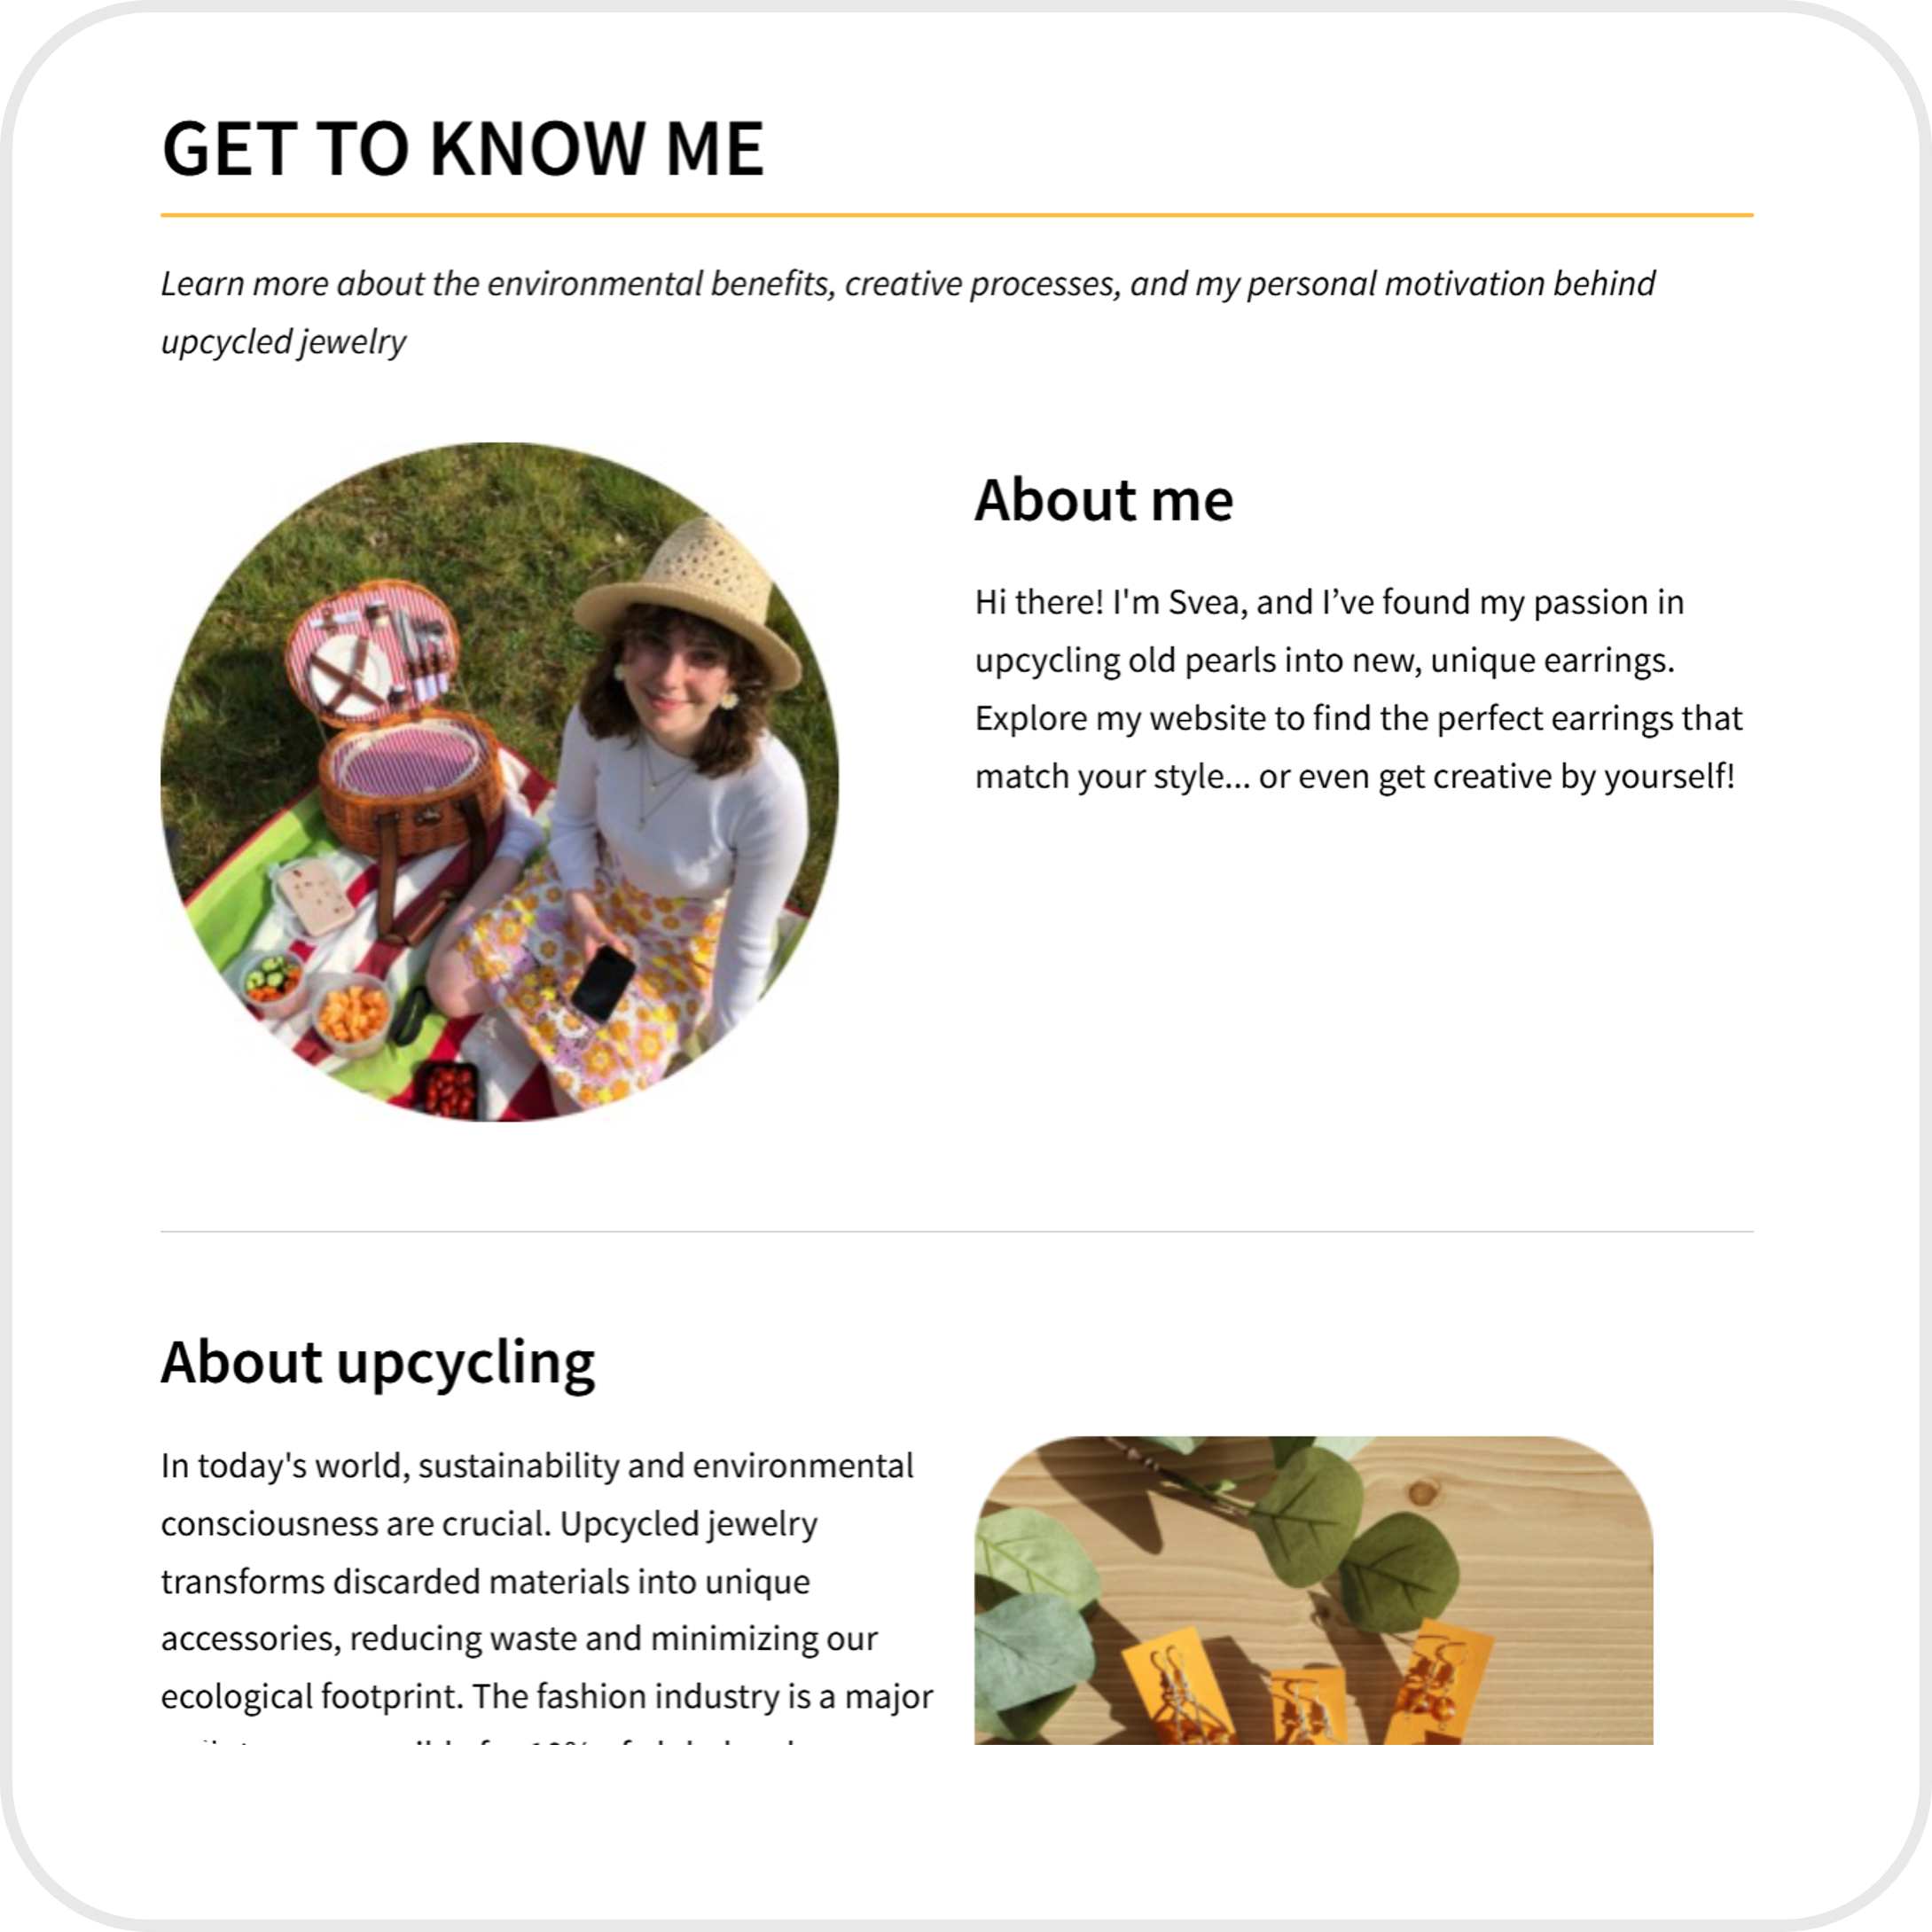 GET TO KNOW ME
Learn more about the environmental benefits, creative processes, and my personal motivation behind
upcycled jewelry
About me
Hi there! I'm Svea, and I’ve found my passion in
upcycling old pearls into new, unique earrings.
Explore my website to find the perfect earrings that
match your style... or even get creative by yourself!
About upcycling
In today's world, sustainability and environmental
consciousness are crucial. Upcycled jewelry
transforms discarded materials into unique
accessories, reducing waste and minimizing our
ecological footprint. The fashion industry is a major